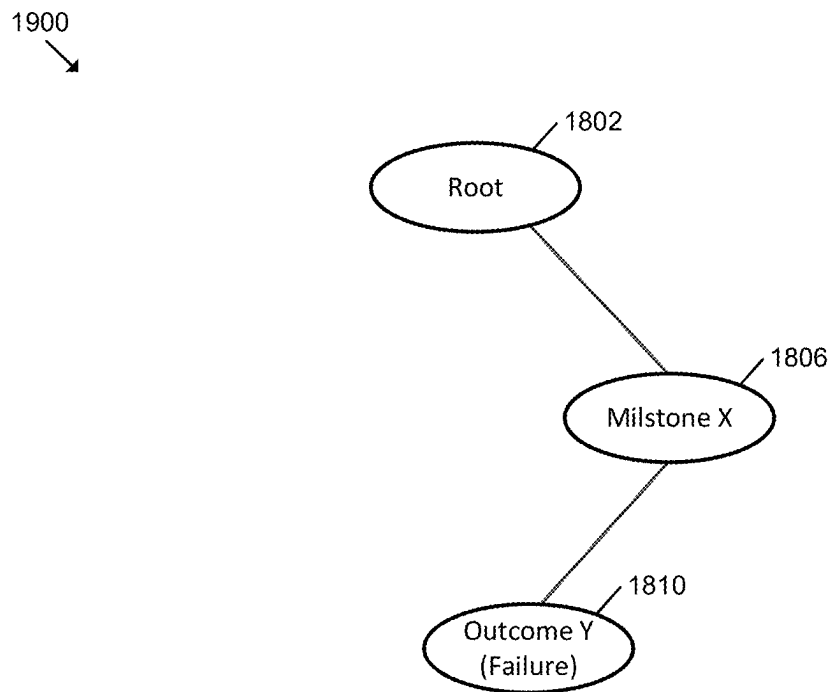 1900
1802
Root
1806
Milstone X
1810
Outcome Y
(Failure)